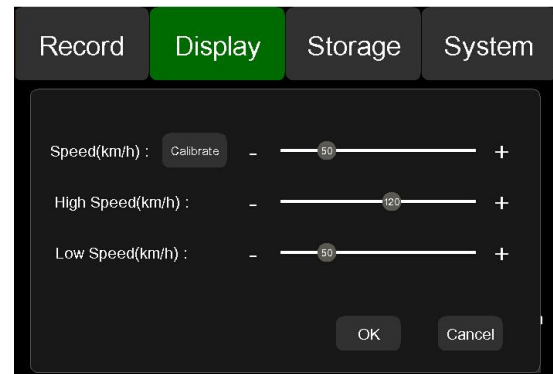 Record Display Storage System
Speed(km/h) : Calibrate - 50 +
High Speed(km/h) : - 120 +
Low Speed(km/h) : - 50 +
OK Cancel